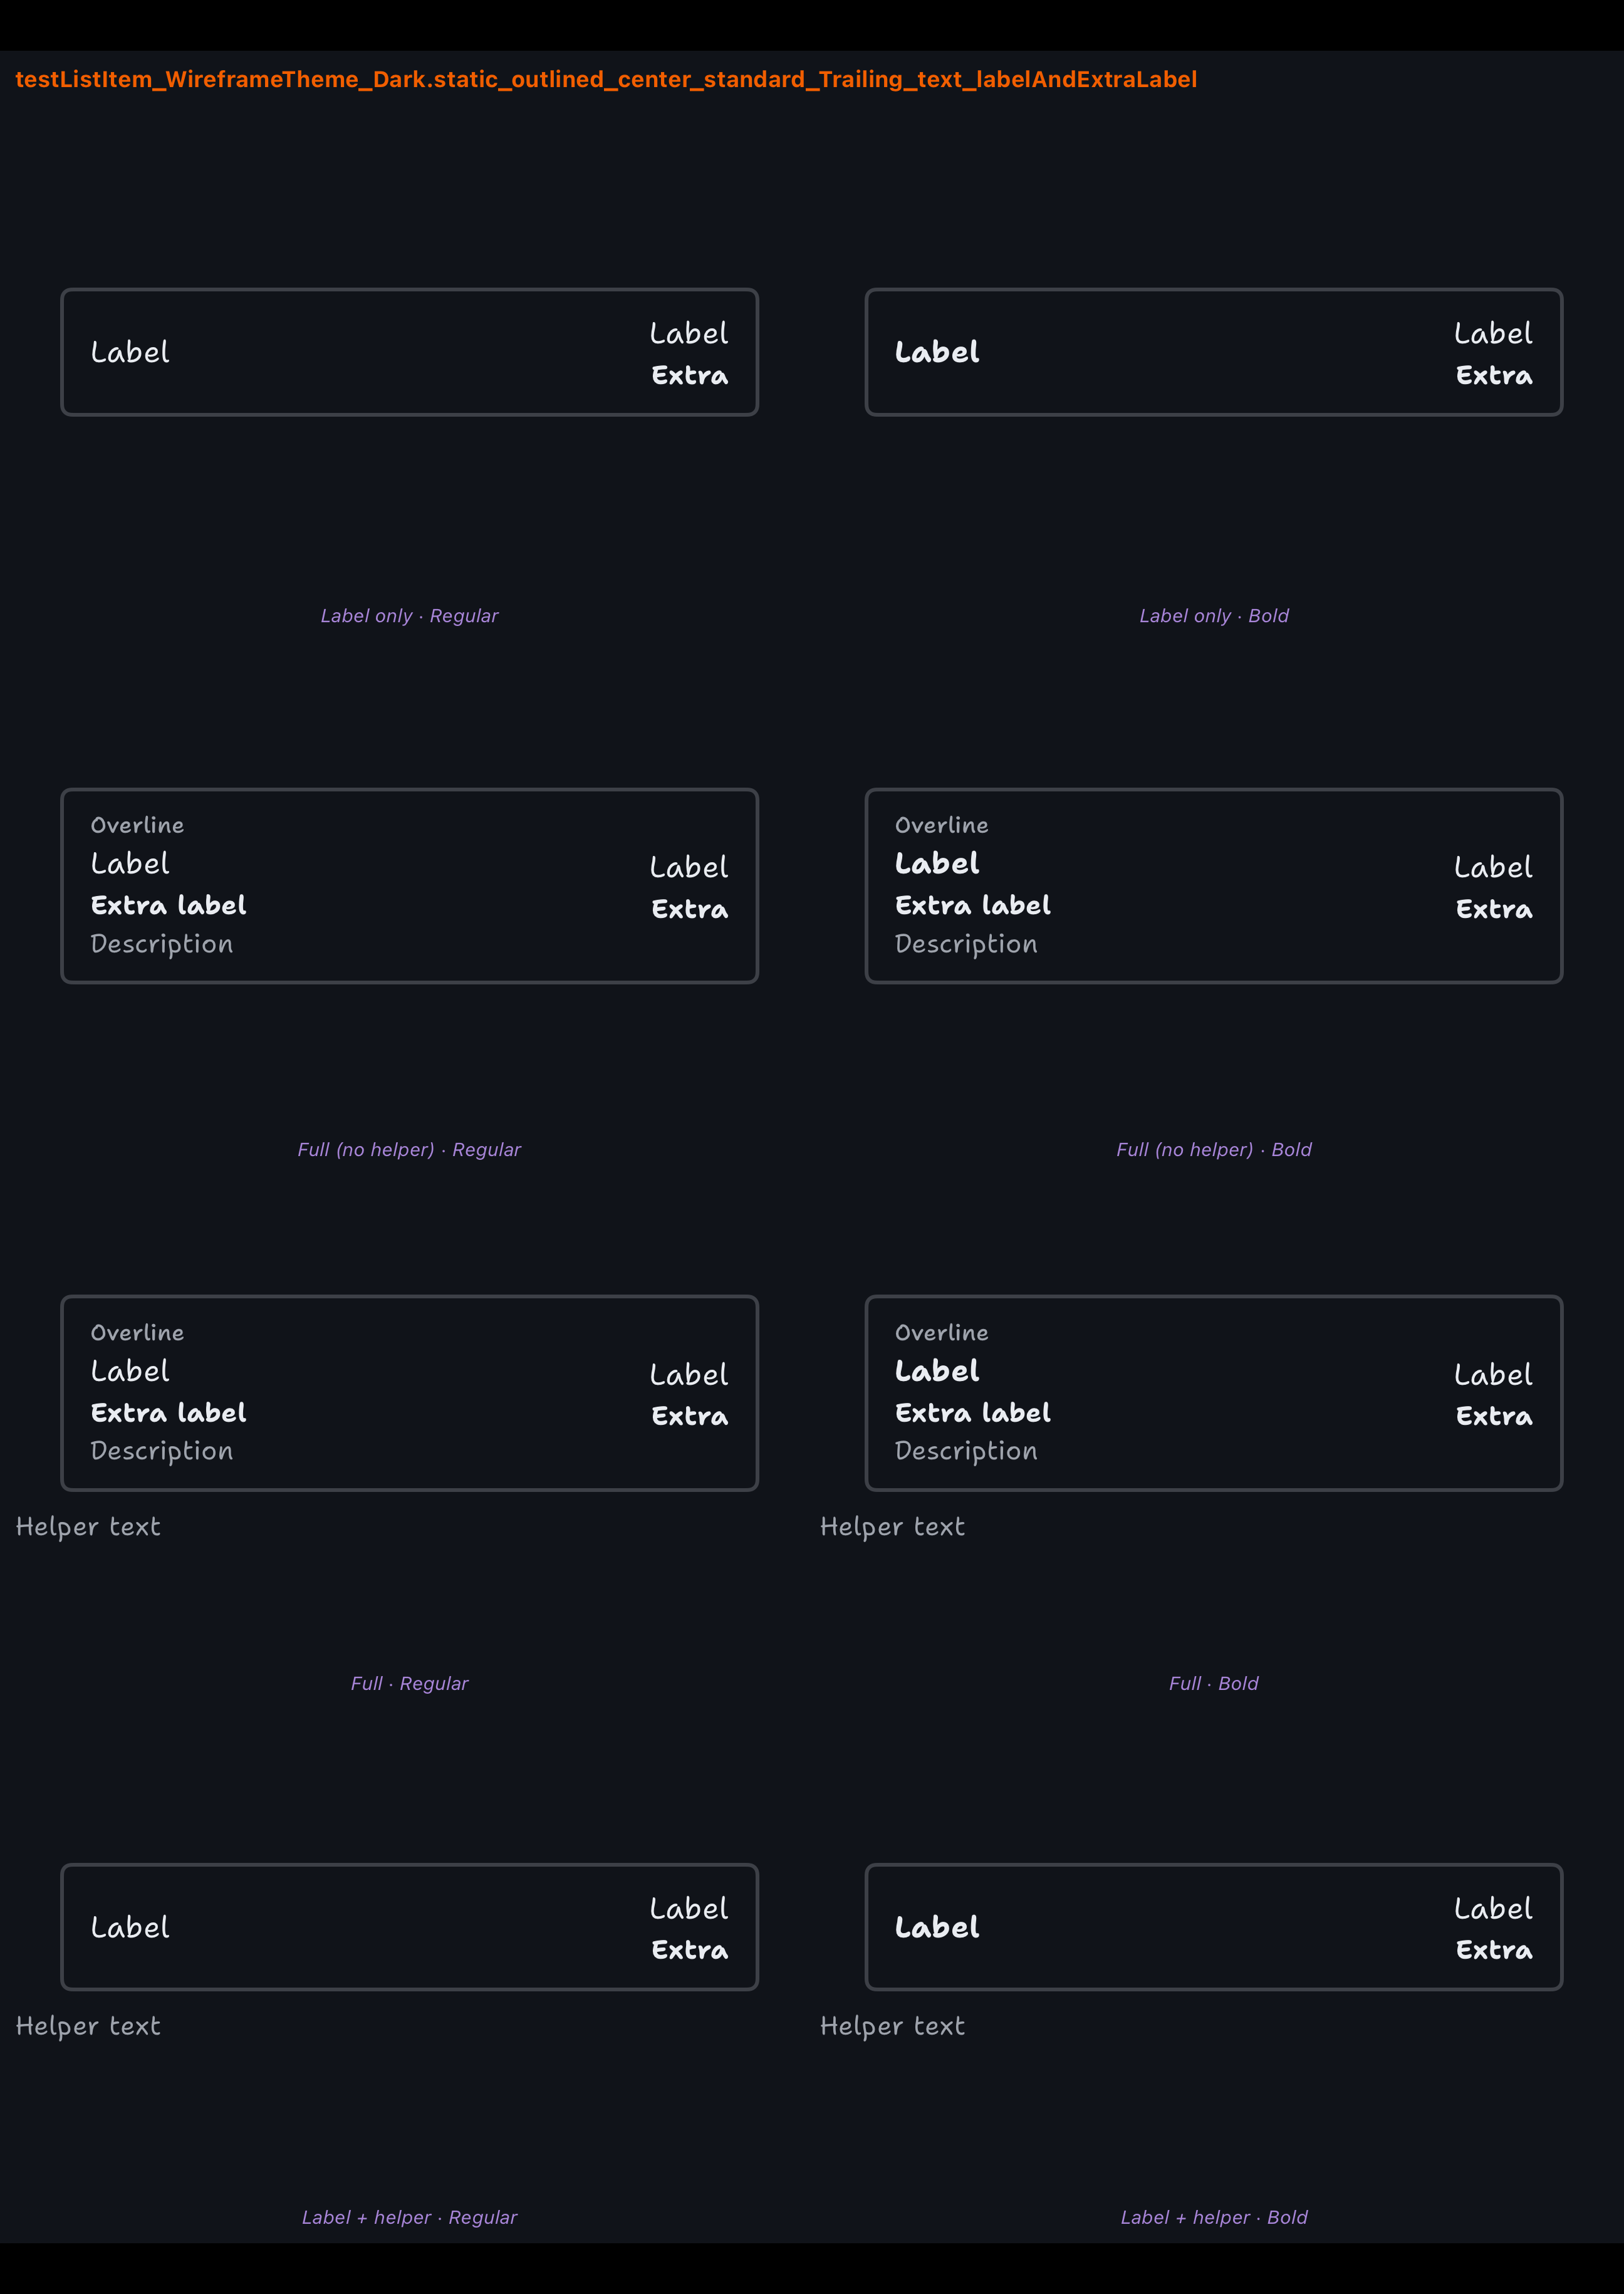 testListItem_WireframeTheme_Dark.static_outlined_center_standard_Trailing_text_labelAndExtraLabel
Label
Label
Extra
Label
Label
Extra
Label only · Regular
Label only · Bold
Overline
Label
Extra label
Description
Label
Extra
Overline
Label
Extra label
Description
Label
Extra
Full (no helper) · Regular
Full (no helper) · Bold
Overline
Label
Extra label
Description
Label
Extra
Helper text
Overline
Label
Extra label
Description
Label
Extra
Helper text
Full · Regular
Full · Bold
Label
Label
Extra
Helper text
Label
Label
Extra
Helper text
Label + helper · Regular
Label + helper · Bold